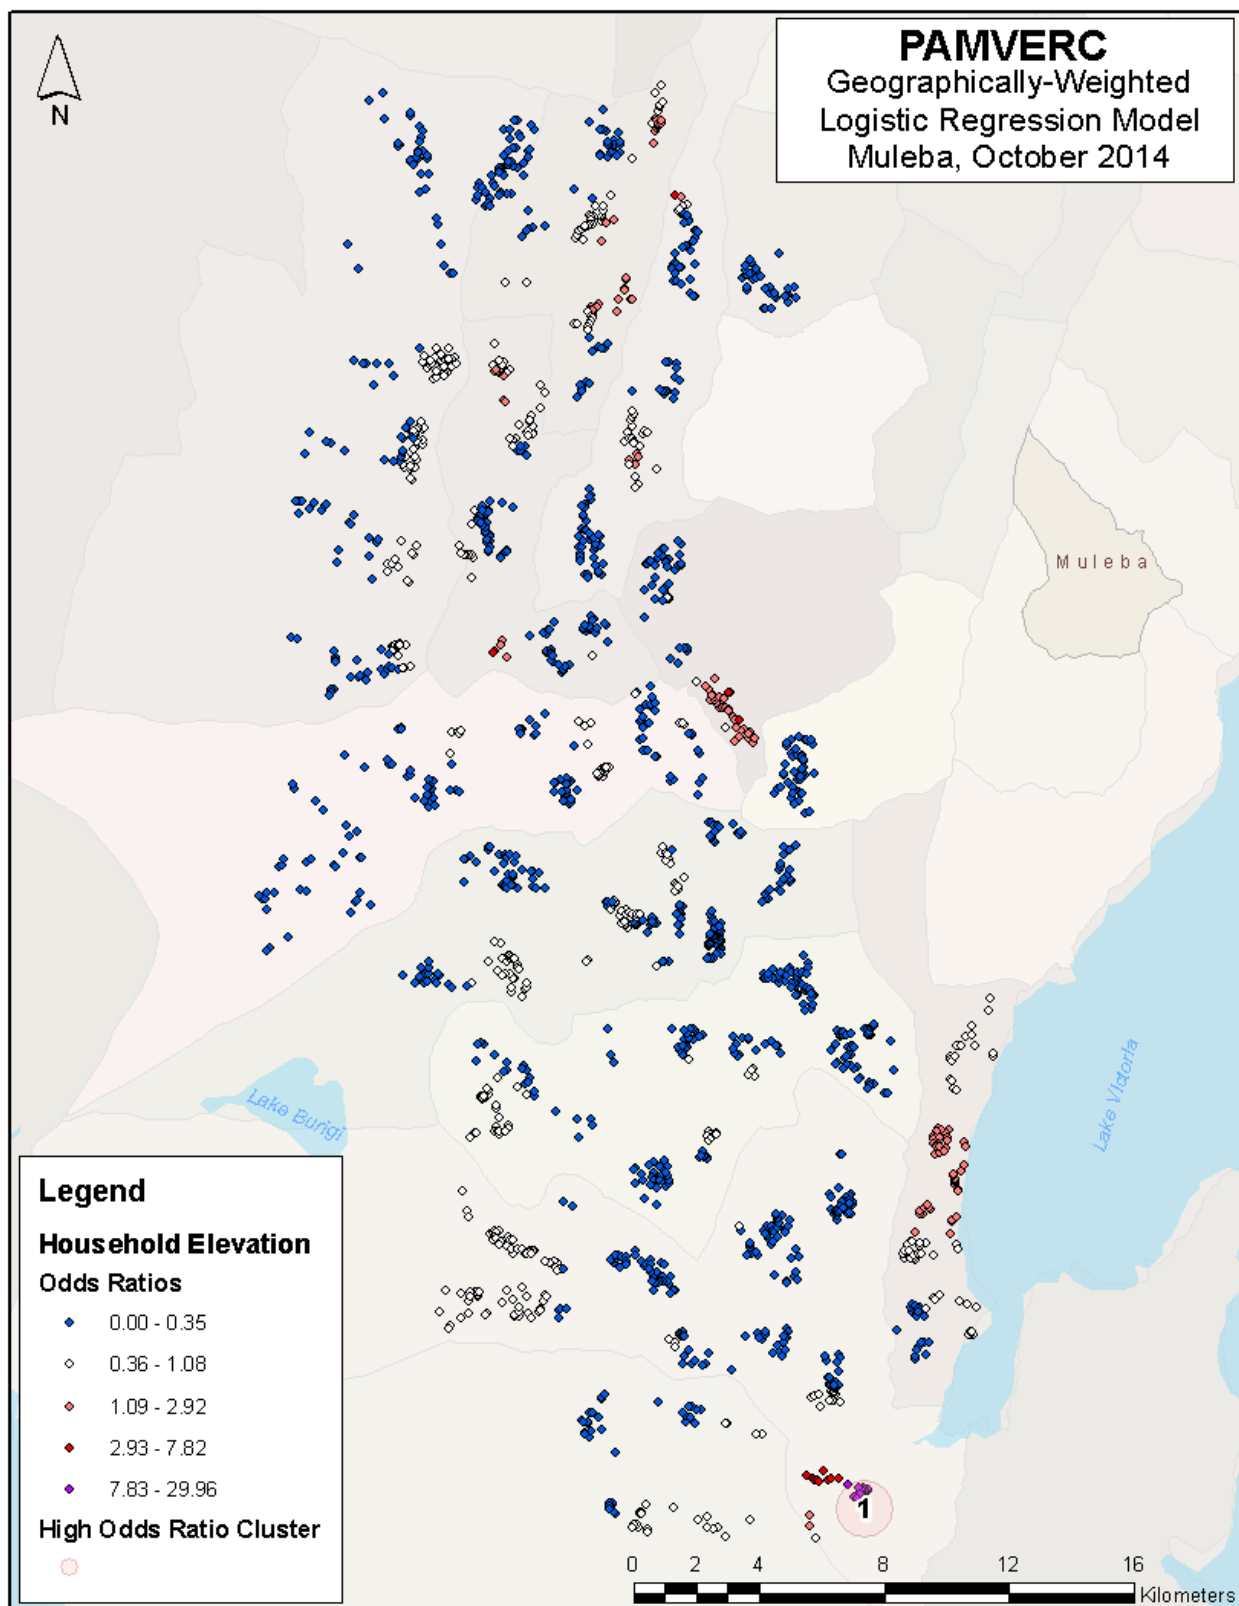 PAMVERC
Geographically-Weighted
Logistic Regression Model
Muleba, October 2014
N
Muleba
Lake Victoria
Lake Burigi
Legend
Household Elevation
Odds Ratios
0.00 - 0.35
0.36 - 1.08
1.09 - 2.92
2.93 - 7.82
7.83 - 29.96
High Odds Ratio Cluster
1
0 2 4 8 12 16
Kilometers